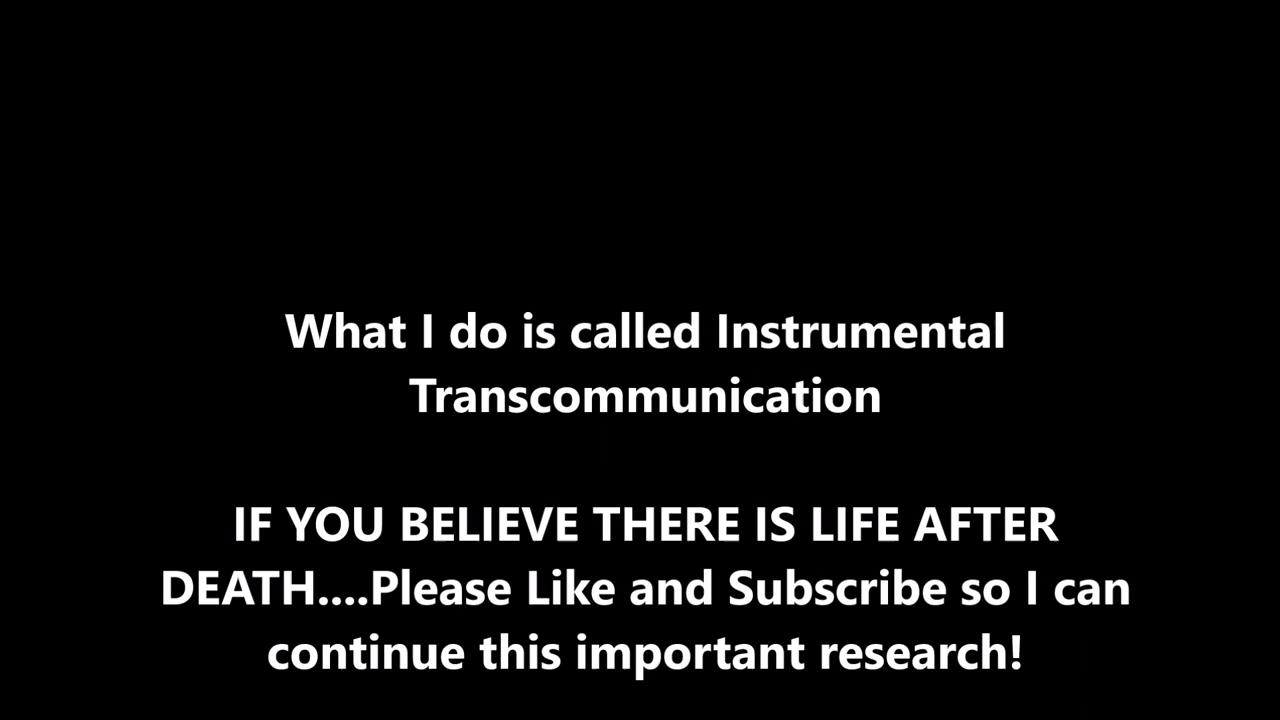 What I do is called Instrumental
Transcommunication
IF YOU BELIEVE THERE IS LIFE AFTER
DEATH....Please Like and Subscribe so I can
continue this important research!